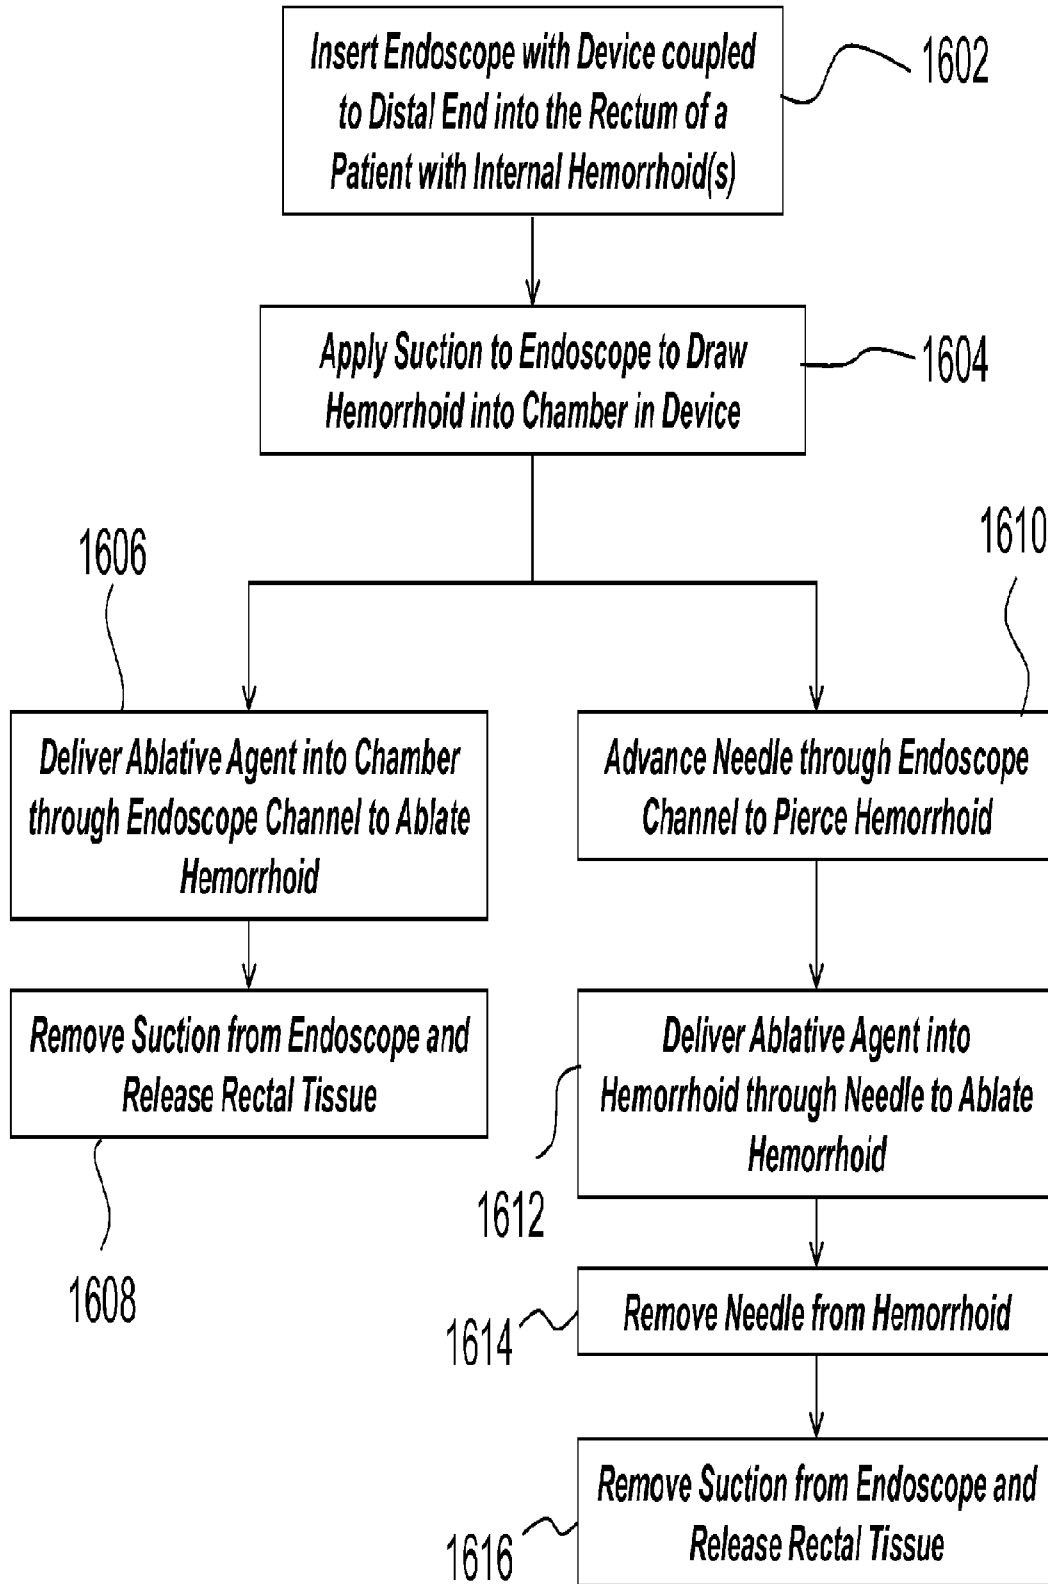 Insert Endoscope with Device coupled
to Distal End into the Rectum of a
Patient with Internal Hemorrhoid(s)
1602
Apply Suction to Endoscope to Draw
Hemorrhoid into Chamber in Device
1604
1606
Deliver Ablative Agent into Chamber
through Endoscope Channel to Ablate
Hemorrhoid
Remove Suction from Endoscope and
Release Rectal Tissue
1608
1610
Advance Needle through Endoscope
Channel to Pierce Hemorrhoid
Deliver Ablative Agent into
Hemorrhoid through Needle to Ablate
Hemorrhoid
1612
Remove Needle from Hemorrhoid
1614
Remove Suction from Endoscope and
Release Rectal Tissue
1616